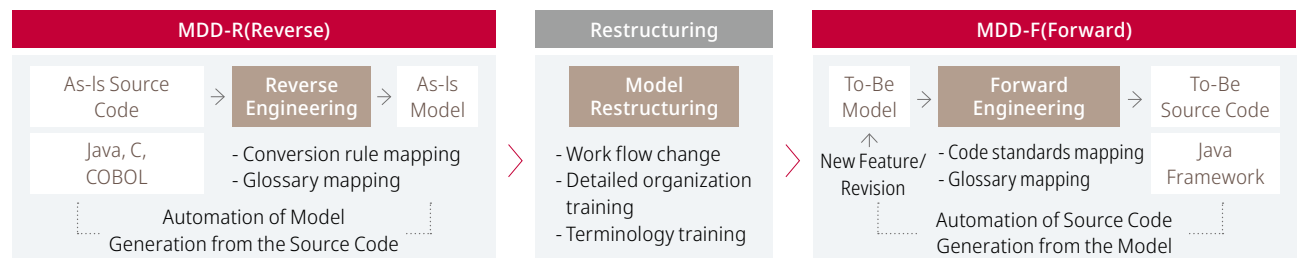 MDD-R(Reverse)
As-Is Source
Code
Reverse
Engineering
As-Is
Model
Java, C,
COBOL
- Conversion rule mapping
- Glossary mapping
Automation of Model
Generation from the Source Code
Restructuring
Model
Restructuring
- Work flow change
- Detailed organization
training
- Terminology training
MDD-F(Forward)
To-Be
Model
Forward
Engineering
To-Be
Source Code
New Feature/
Revision
- Code standards mapping
- Glossary mapping
Java
Framework
Automation of Source Code
Generation from the Model